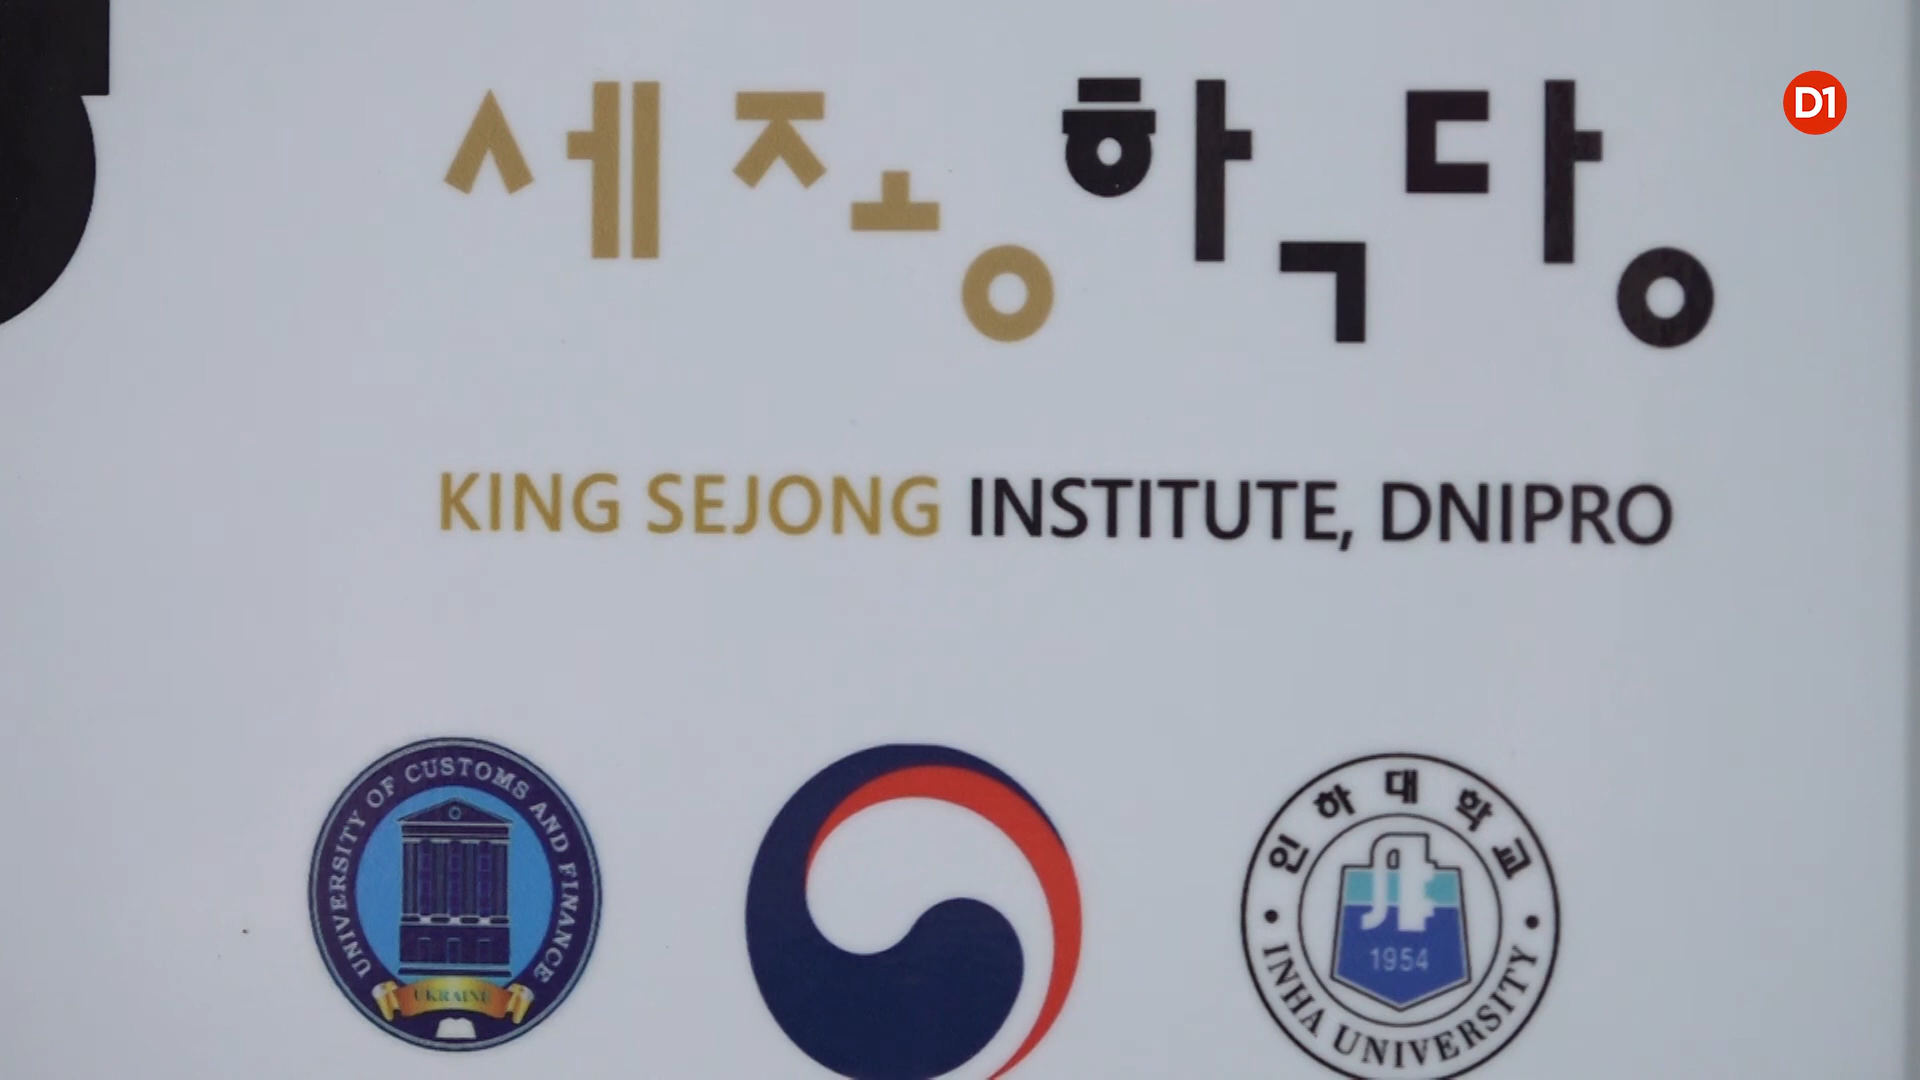 D1
세종학당
KING SEJONG INSTITUTE, DNIPRO
UNIVERSITY OF CUSTOMS AND FINANCE
UKRAINE
인하대학교
1954
INHA UNIVERSITY